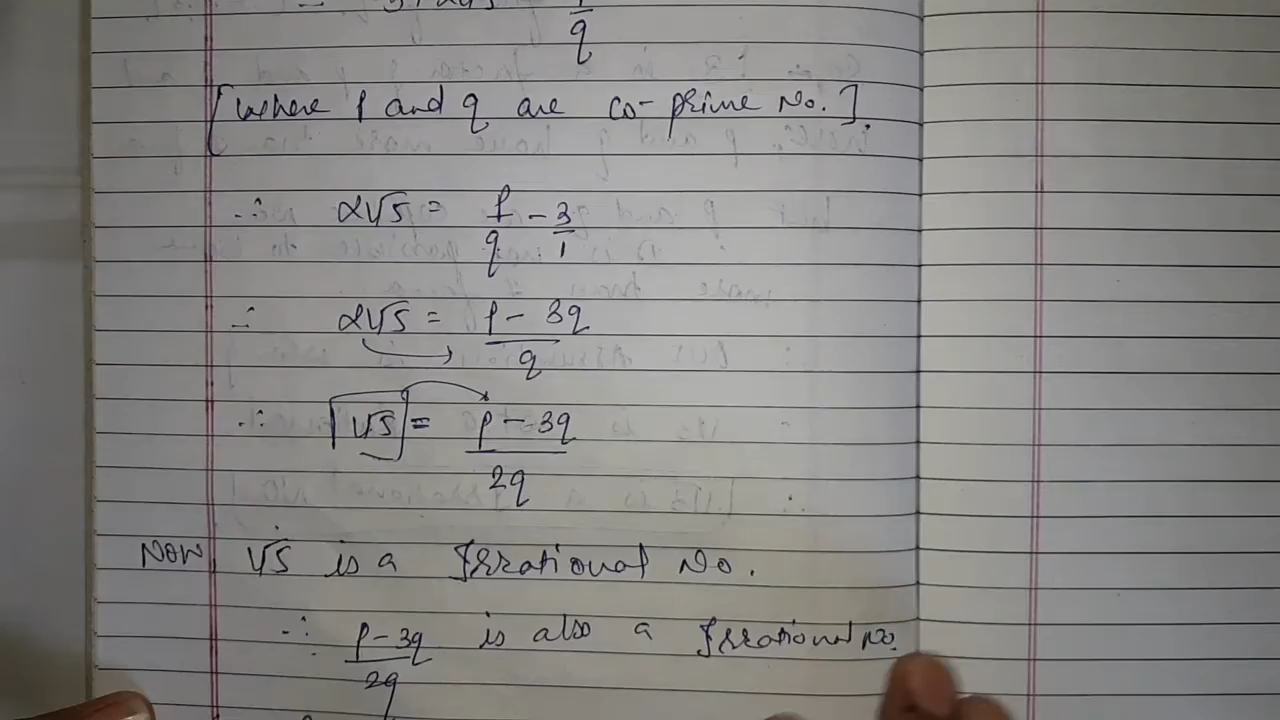 q
[where p and q are co-prime No.].
∴ 2√5 = p/q - 3/1
∴ 2√5 = p - 3q / q
∴ √5 = p - 3q / 2q
Now √5 is a Irrational No.
∴ p - 3q / 2q is also a Irrational No.